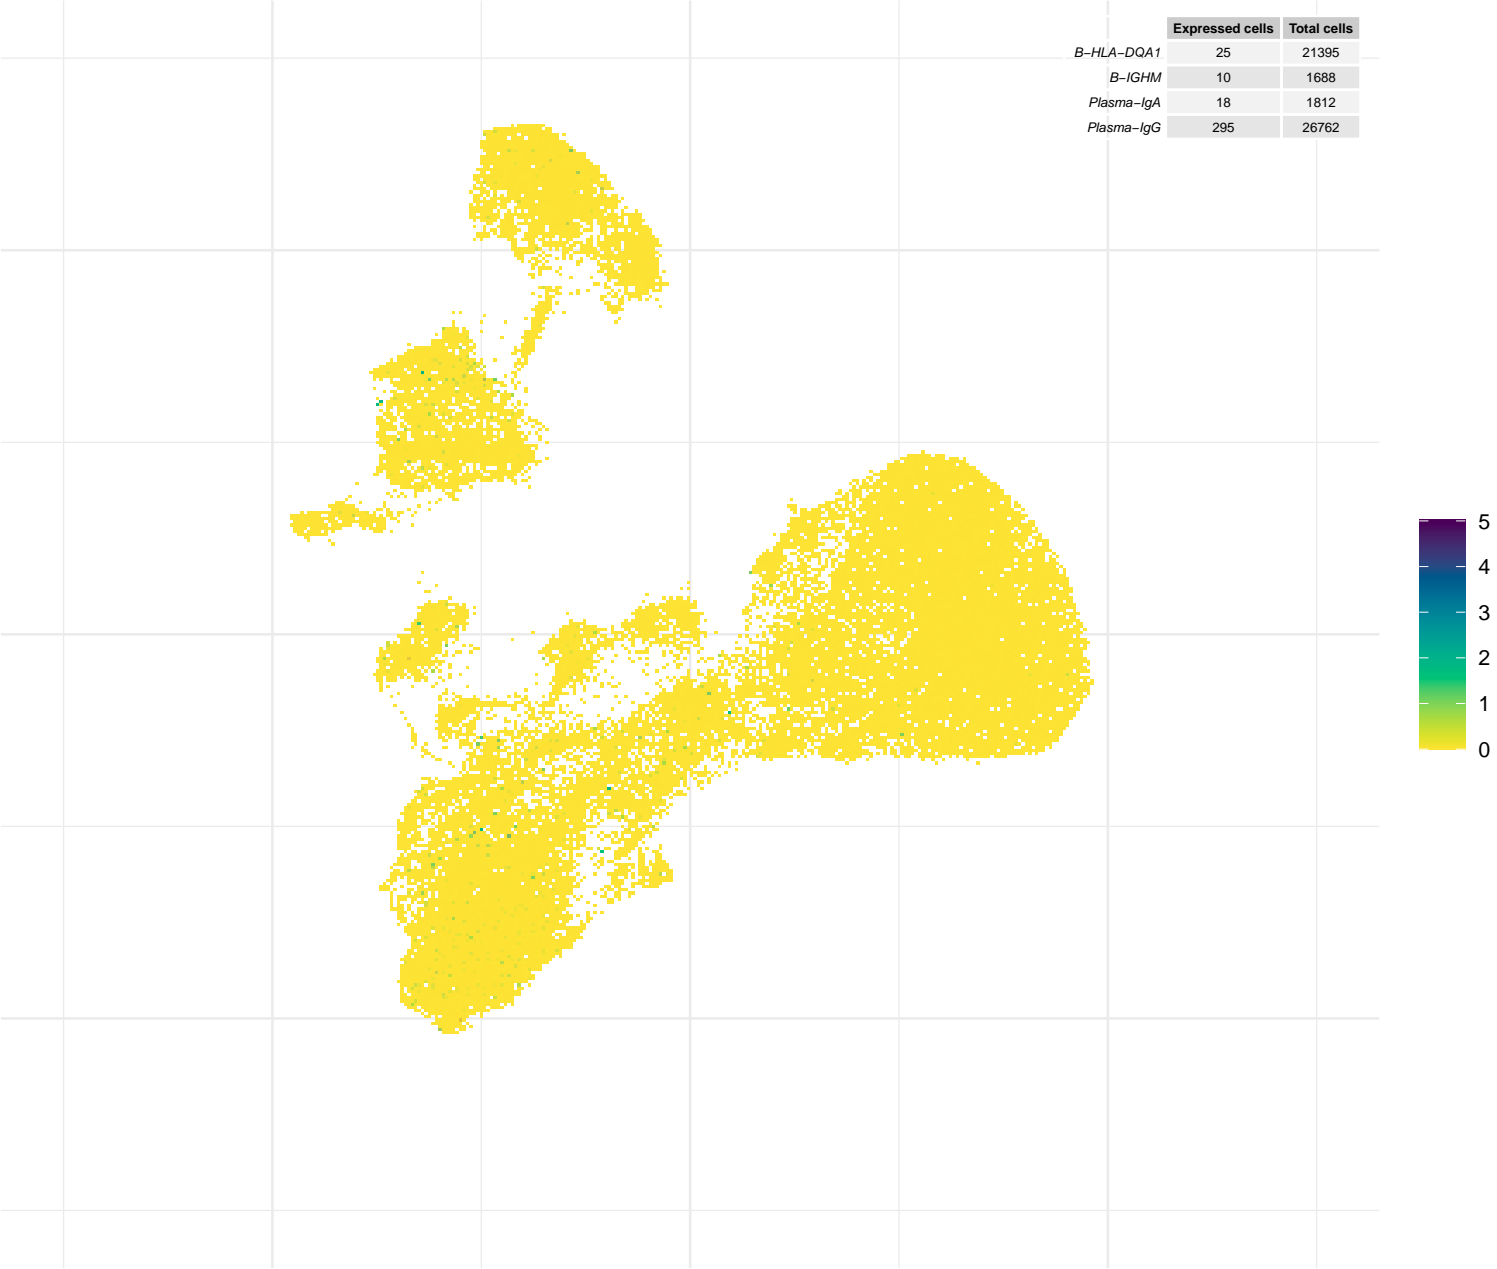 Expressed cells Total cells
B−HLA−DQA1 25 21395
B−IGHM 10 1688
Plasma−IgA 18 1812
Plasma−IgG 295 26762
5
4
3
2
1
0